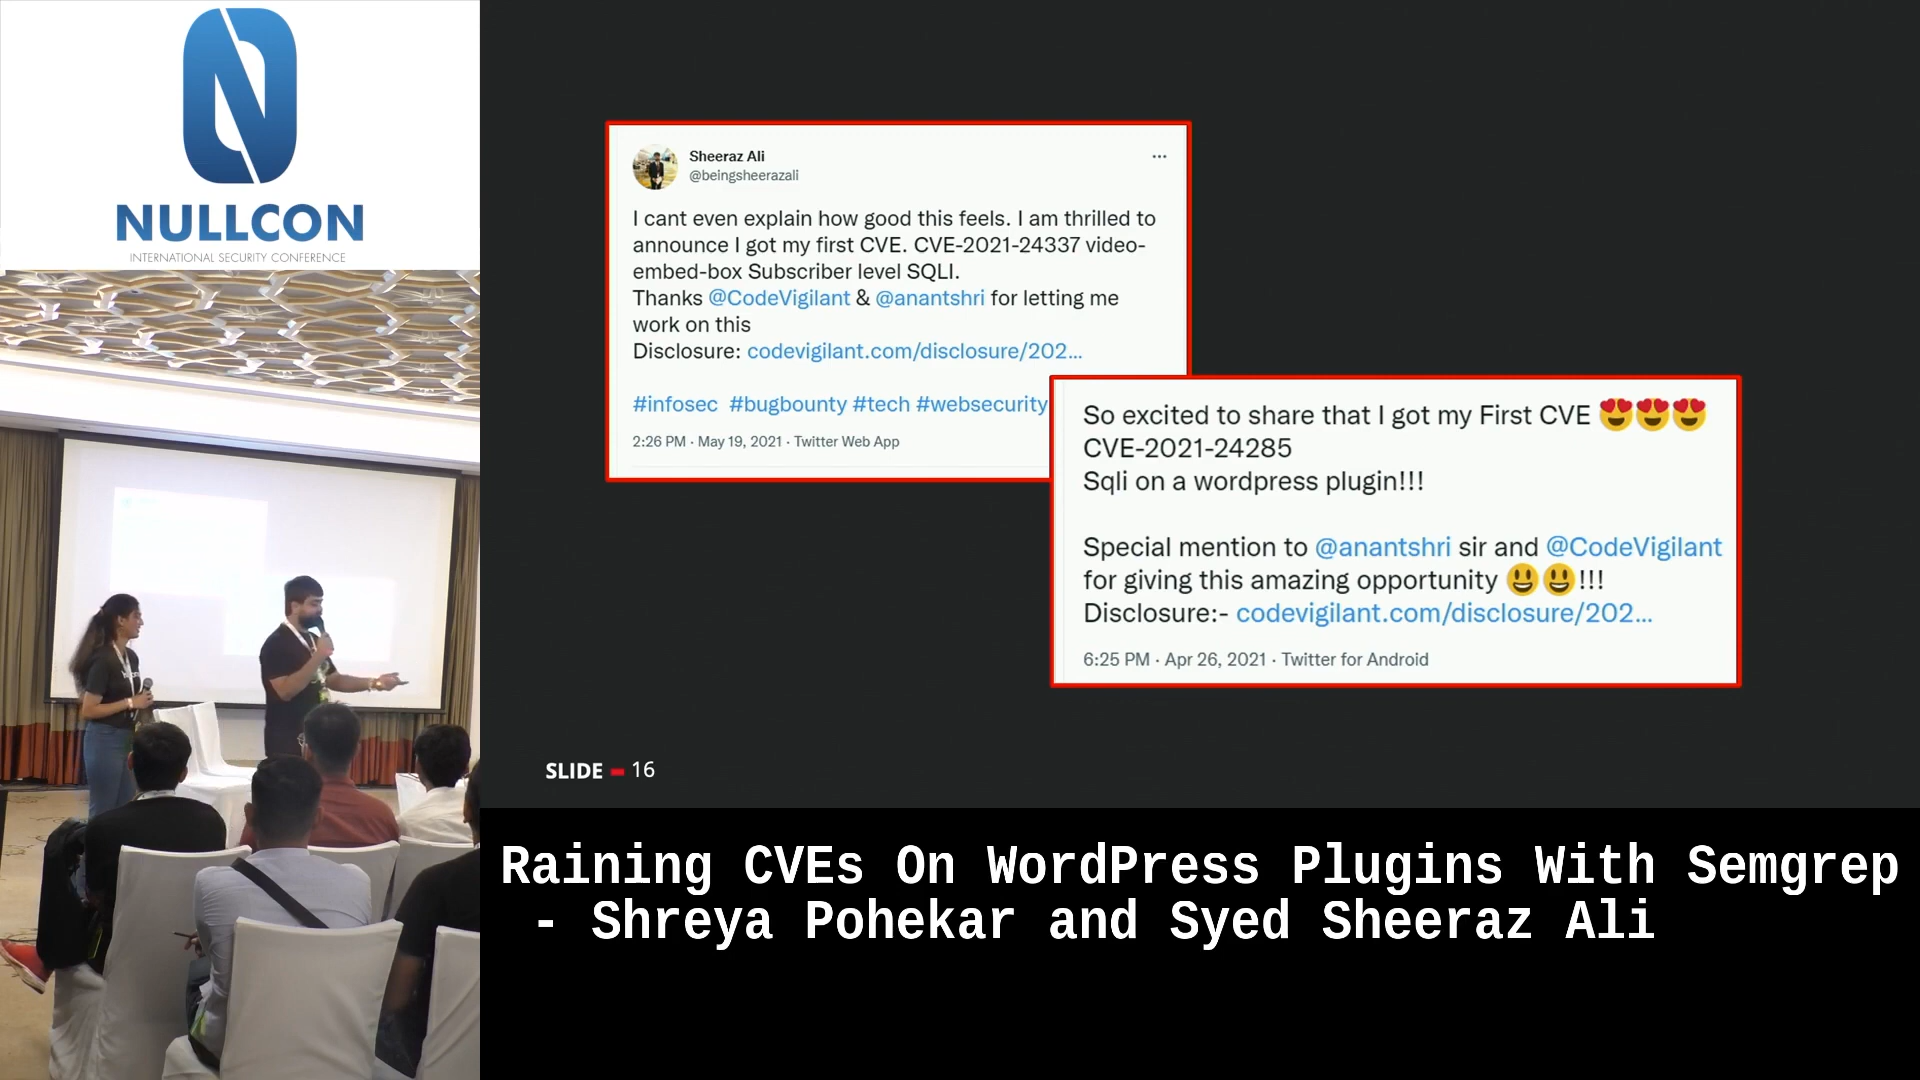 NULLCON
INTERNATIONAL SECURITY CONFERENCE
Sheeraz Ali
@beingsheerazali
I cant even explain how good this feels. I am thrilled to
announce I got my first CVE. CVE-2021-24337 video-
embed-box Subscriber level SQLI.
Thanks @CodeVigilant & @anantshri for letting me
work on this
Disclosure: codevigilant.com/disclosure/202...
#infosec #bugbounty #tech #websecurity
2:26 PM · May 19, 2021 · Twitter Web App
So excited to share that I got my First CVE 😍😍😍
CVE-2021-24285
Sqli on a wordpress plugin!!!
Special mention to @anantshri sir and @CodeVigilant
for giving this amazing opportunity 😃😃!!!
Disclosure:- codevigilant.com/disclosure/202...
6:25 PM · Apr 26, 2021 · Twitter for Android
SLIDE - 16
Raining CVEs On WordPress Plugins With Semgrep
- Shreya Pohekar and Syed Sheeraz Ali